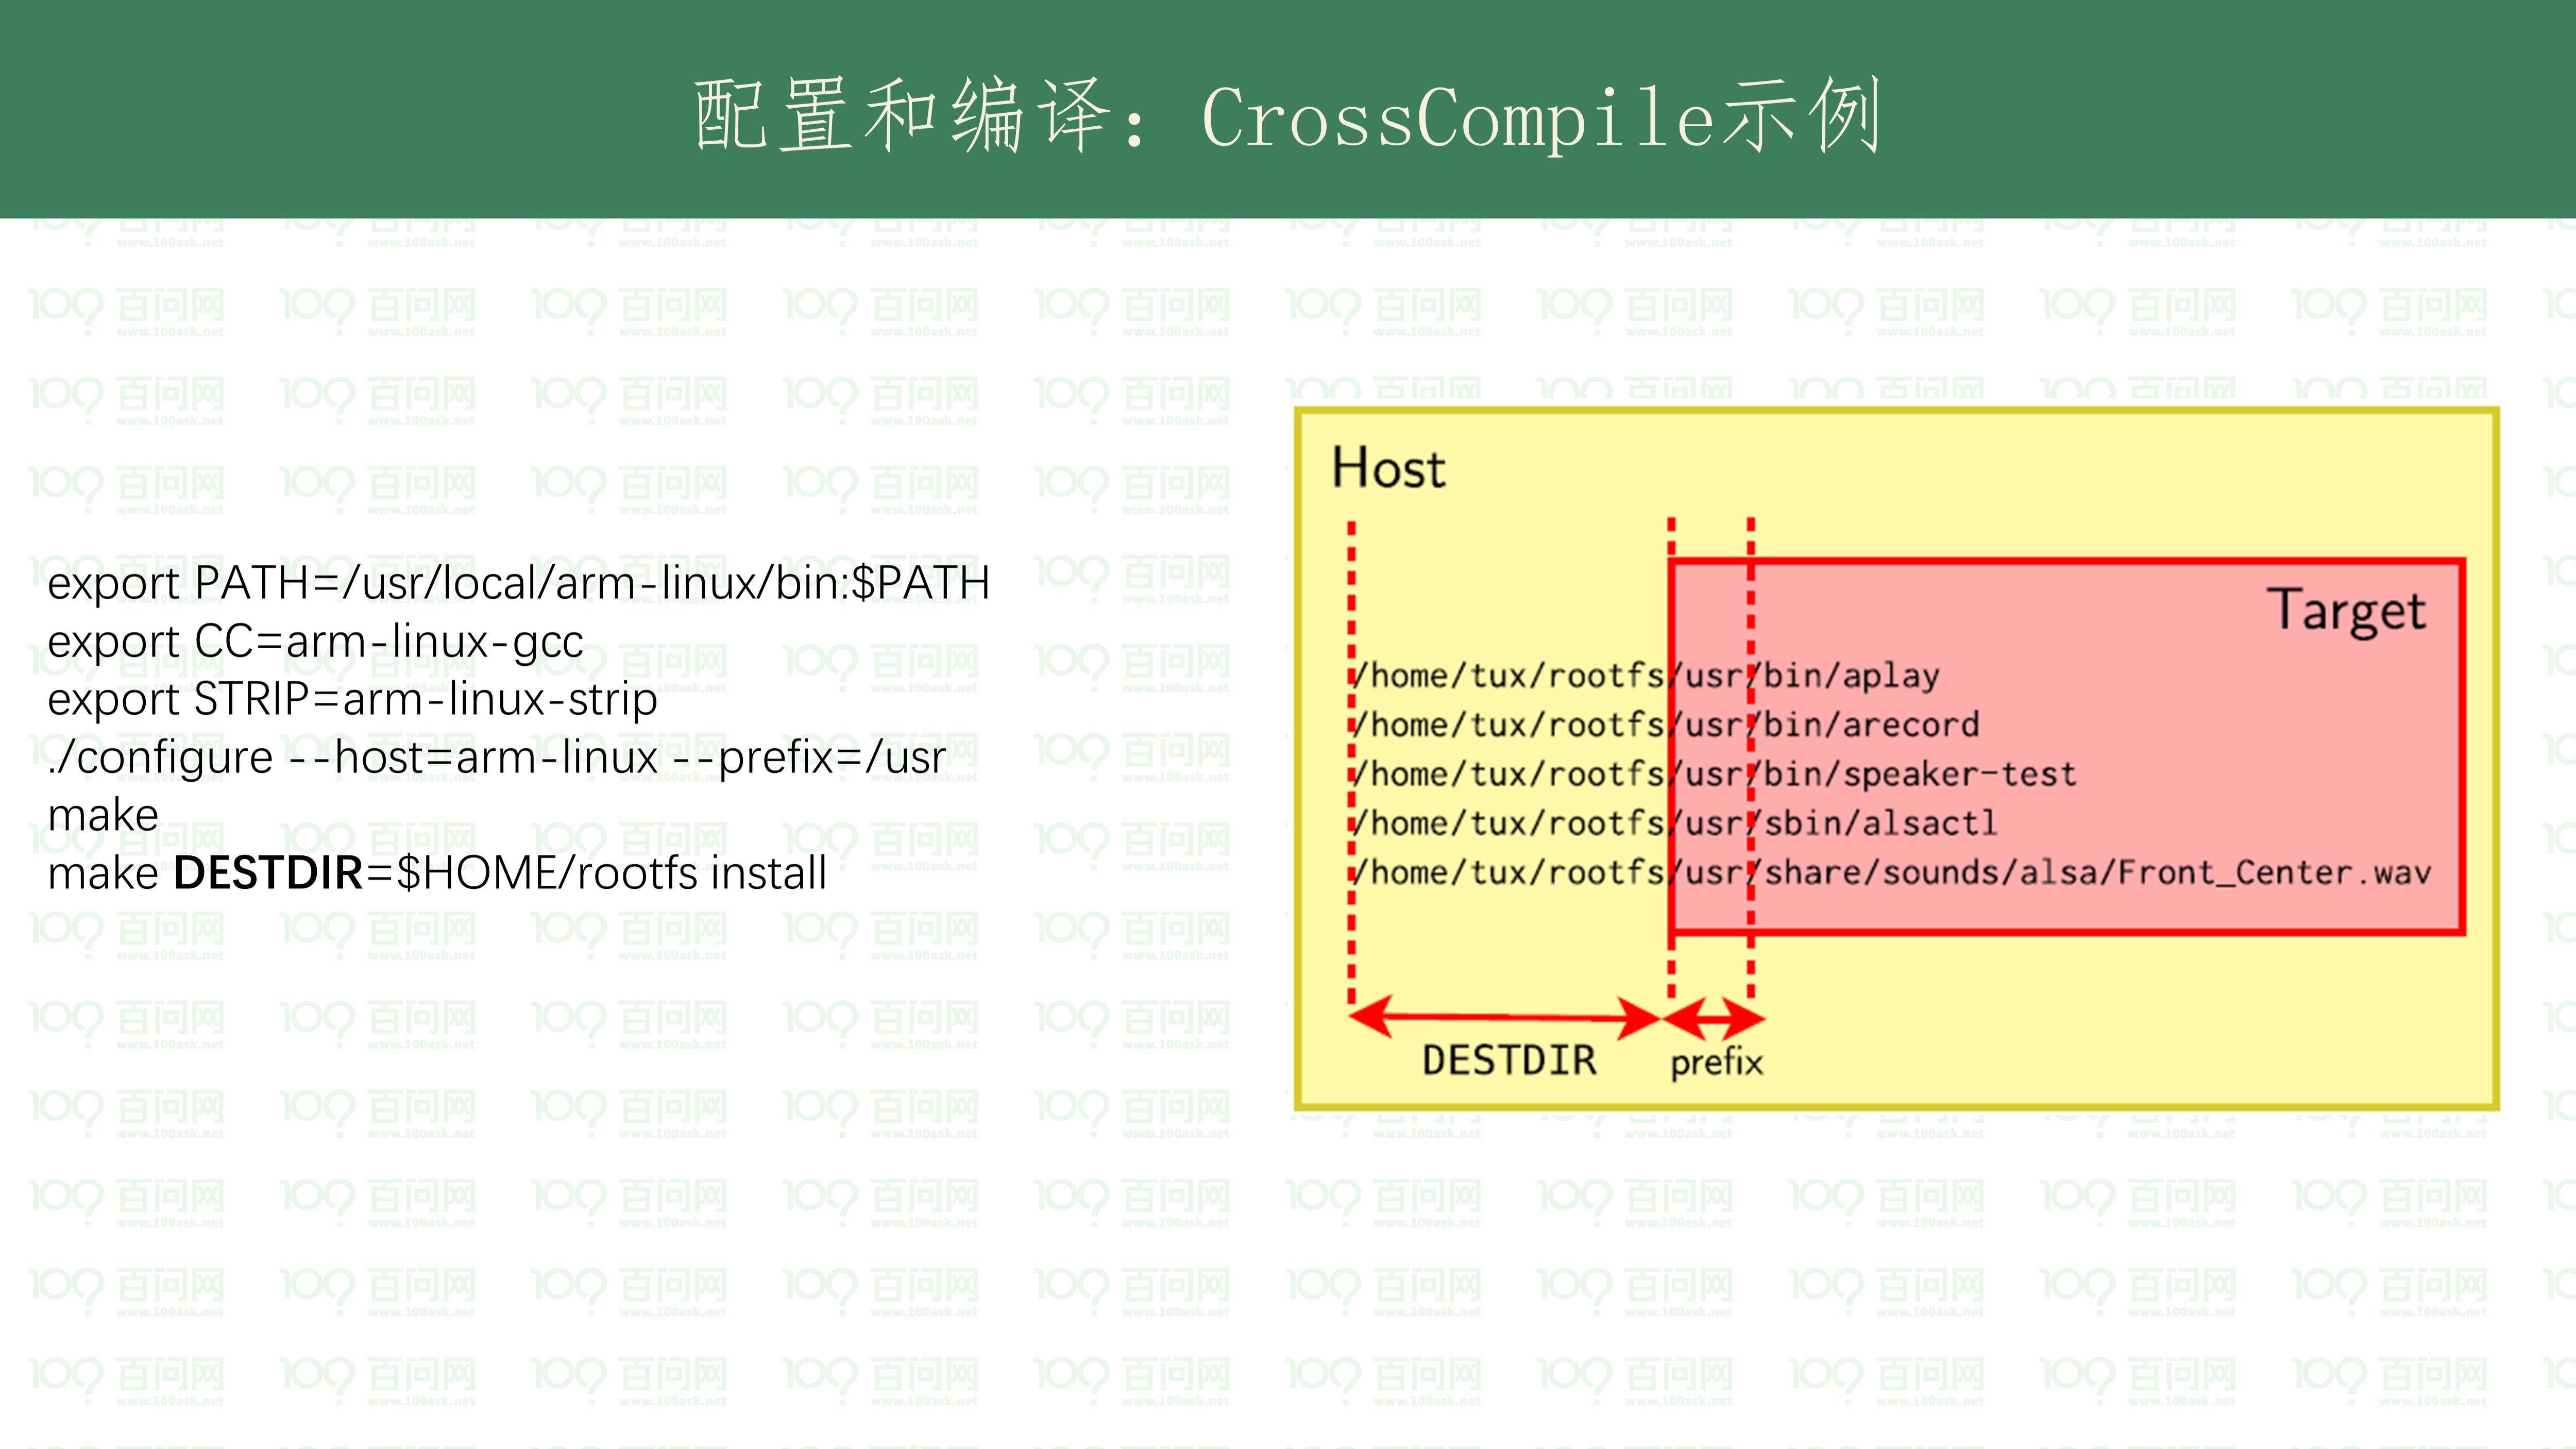 配置和编译：CrossCompile示例
export PATH=/usr/local/arm-linux/bin:$PATH
export CC=arm-linux-gcc
export STRIP=arm-linux-strip
./configure --host=arm-linux --prefix=/usr
make
make DESTDIR=$HOME/rootfs install
Host
Target
/home/tux/rootfs/usr/bin/aplay
/home/tux/rootfs/usr/bin/arecord
/home/tux/rootfs/usr/bin/speaker-test
/home/tux/rootfs/usr/sbin/alsactl
/home/tux/rootfs/usr/share/sounds/alsa/Front_Center.wav
DESTDIR
prefix
百问网
www.100ask.net